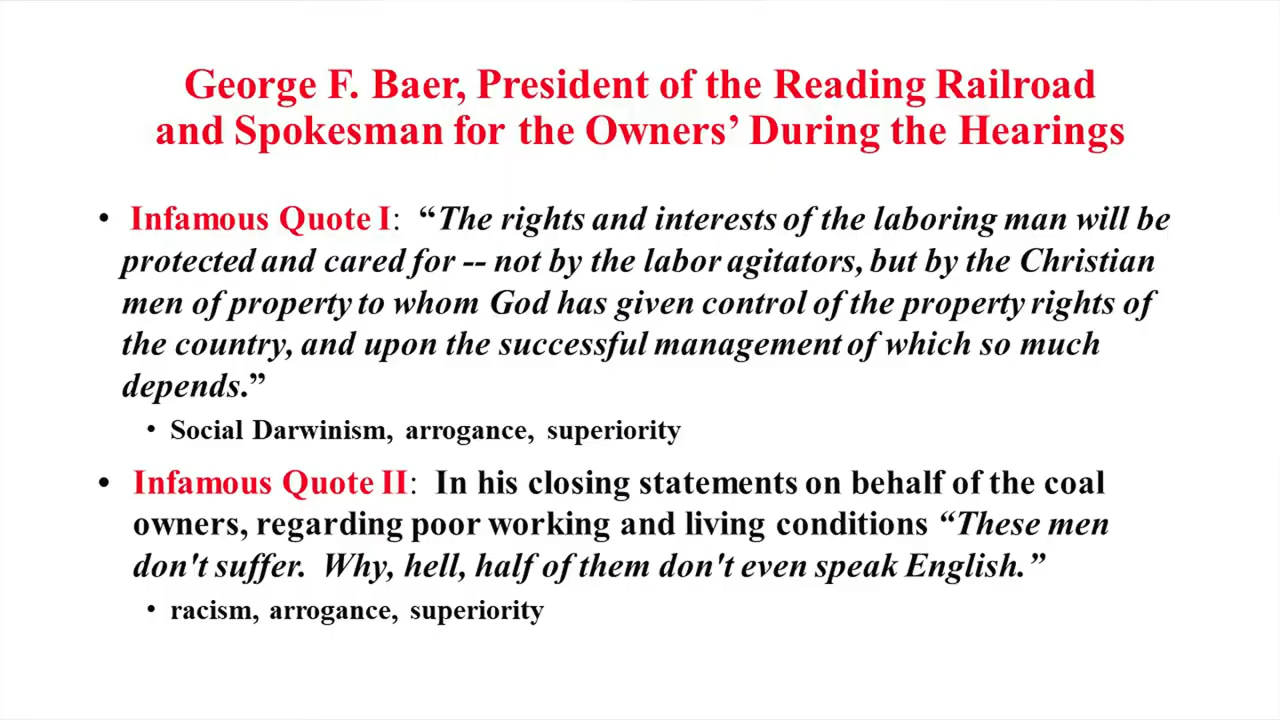 George F. Baer, President of the Reading Railroad
and Spokesman for the Owners’ During the Hearings
• Infamous Quote I: “The rights and interests of the laboring man will be
protected and cared for -- not by the labor agitators, but by the Christian
men of property to whom God has given control of the property rights of
the country, and upon the successful management of which so much
depends.”
• Social Darwinism, arrogance, superiority
• Infamous Quote II: In his closing statements on behalf of the coal
owners, regarding poor working and living conditions “These men
don't suffer. Why, hell, half of them don't even speak English.”
• racism, arrogance, superiority